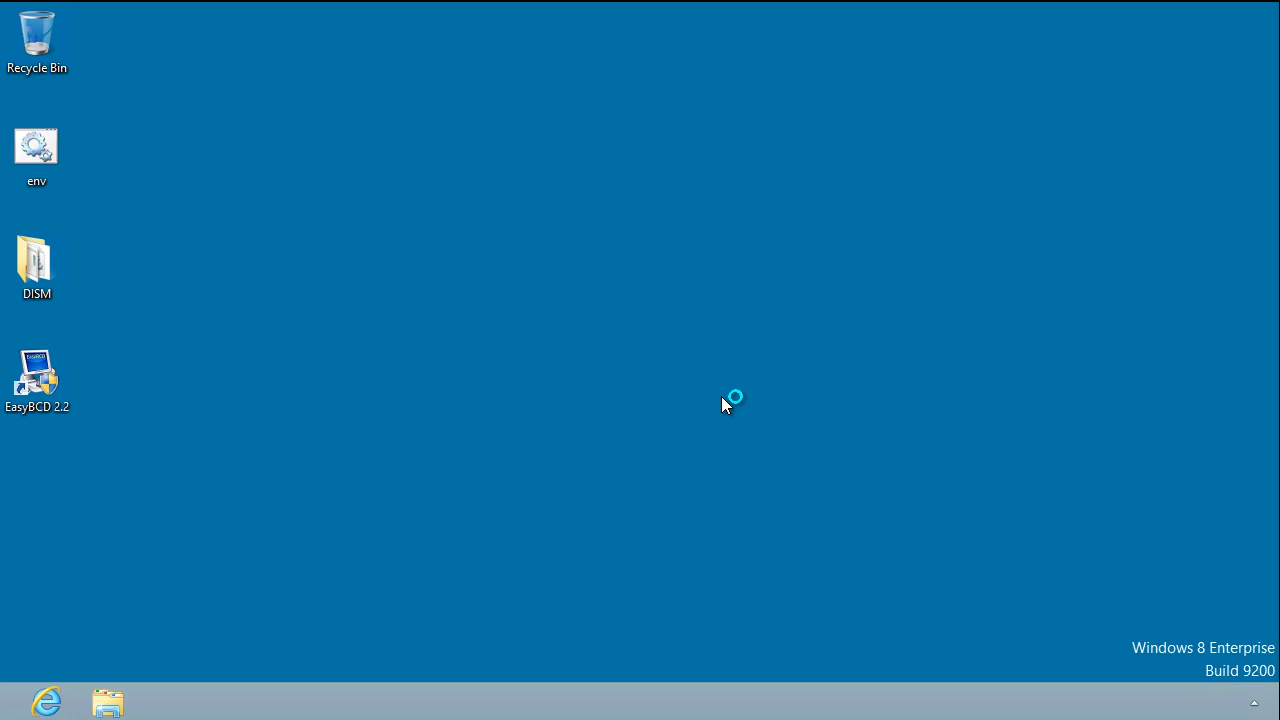 Recycle Bin
env
DISM
EasyBCD 2.2
Windows 8 Enterprise
Build 9200